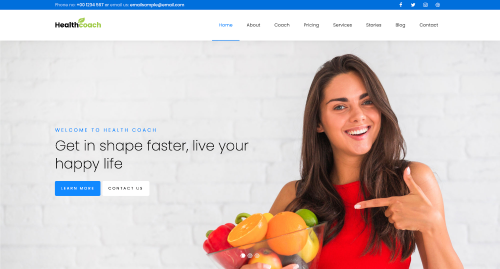 Phone no: +00 1234 567 or email us: emailsample@email.com
Healthcoach
Home About Coach Pricing Services Stories Blog Contact
WELCOME TO HEALTH COACH
Get in shape faster, live your
happy life
LEARN MORE CONTACT US